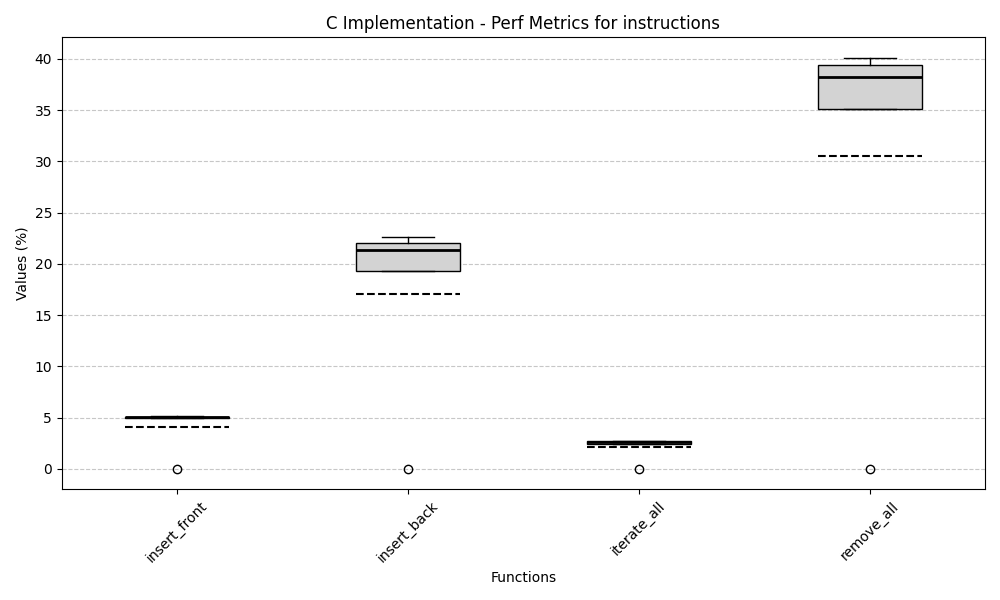 C Implementation - Perf Metrics for instructions
Values (%)
40
35
30
25
20
15
10
5
0
insert_front
insert_back
iterate_all
remove_all
Functions